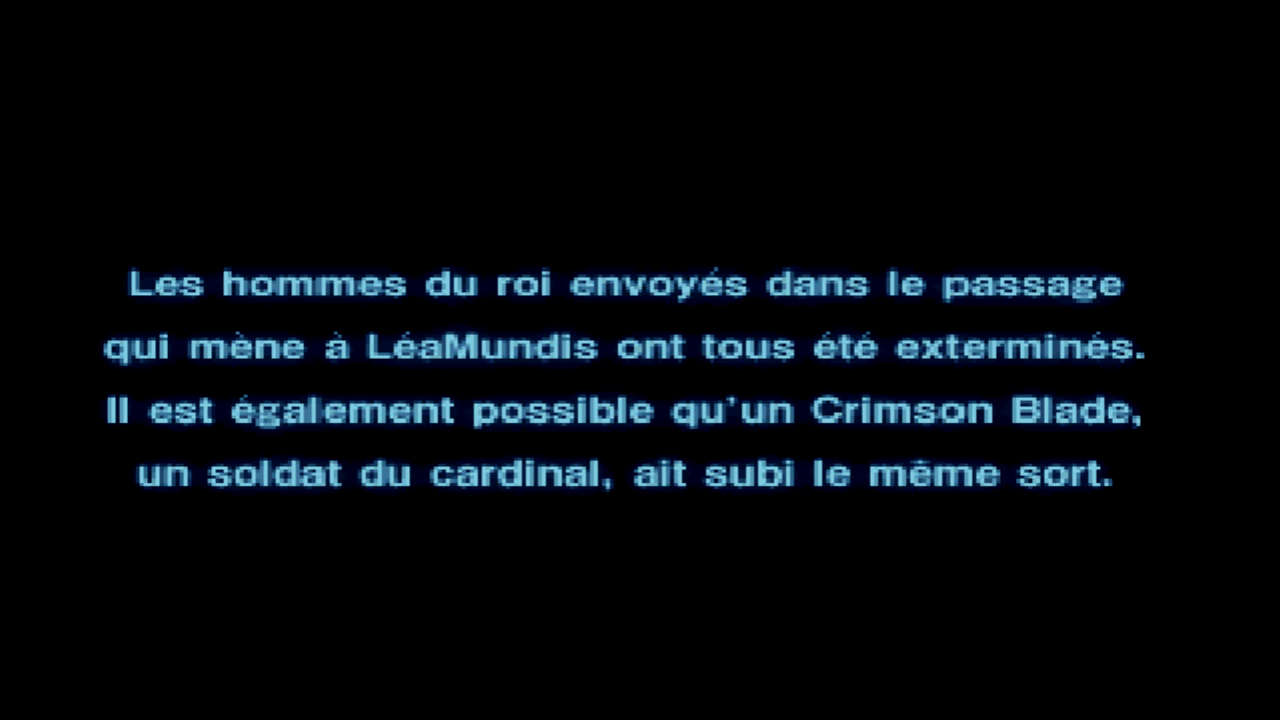 Les hommes du roi envoyés dans le passage
qui mène à LéaMundis ont tous été exterminés.
Il est également possible qu'un Crimson Blade,
un soldat du cardinal, ait subi le même sort.